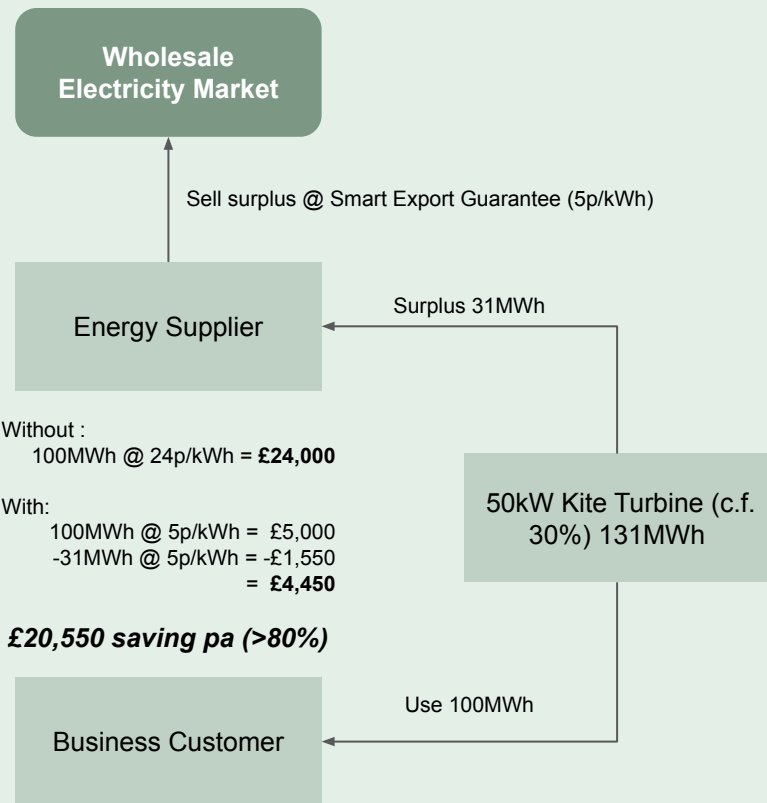 Wholesale
Electricity Market
Sell surplus @ Smart Export Guarantee (5p/kWh)
Energy Supplier
Surplus 31MWh
Without :
100MWh @ 24p/kWh = £24,000
With:
100MWh @ 5p/kWh = £5,000
-31MWh @ 5p/kWh = -£1,550
= £4,450
£20,550 saving pa (>80%)
50kW Kite Turbine (c.f.
30%) 131MWh
Use 100MWh
Business Customer